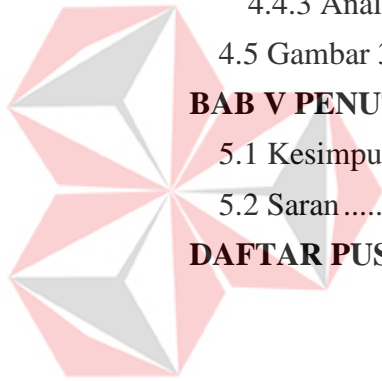 4.4.3 Anal
4.5 Gambar 3
BAB V PENU
5.1 Kesimpu
5.2 Saran.....
DAFTAR PUS